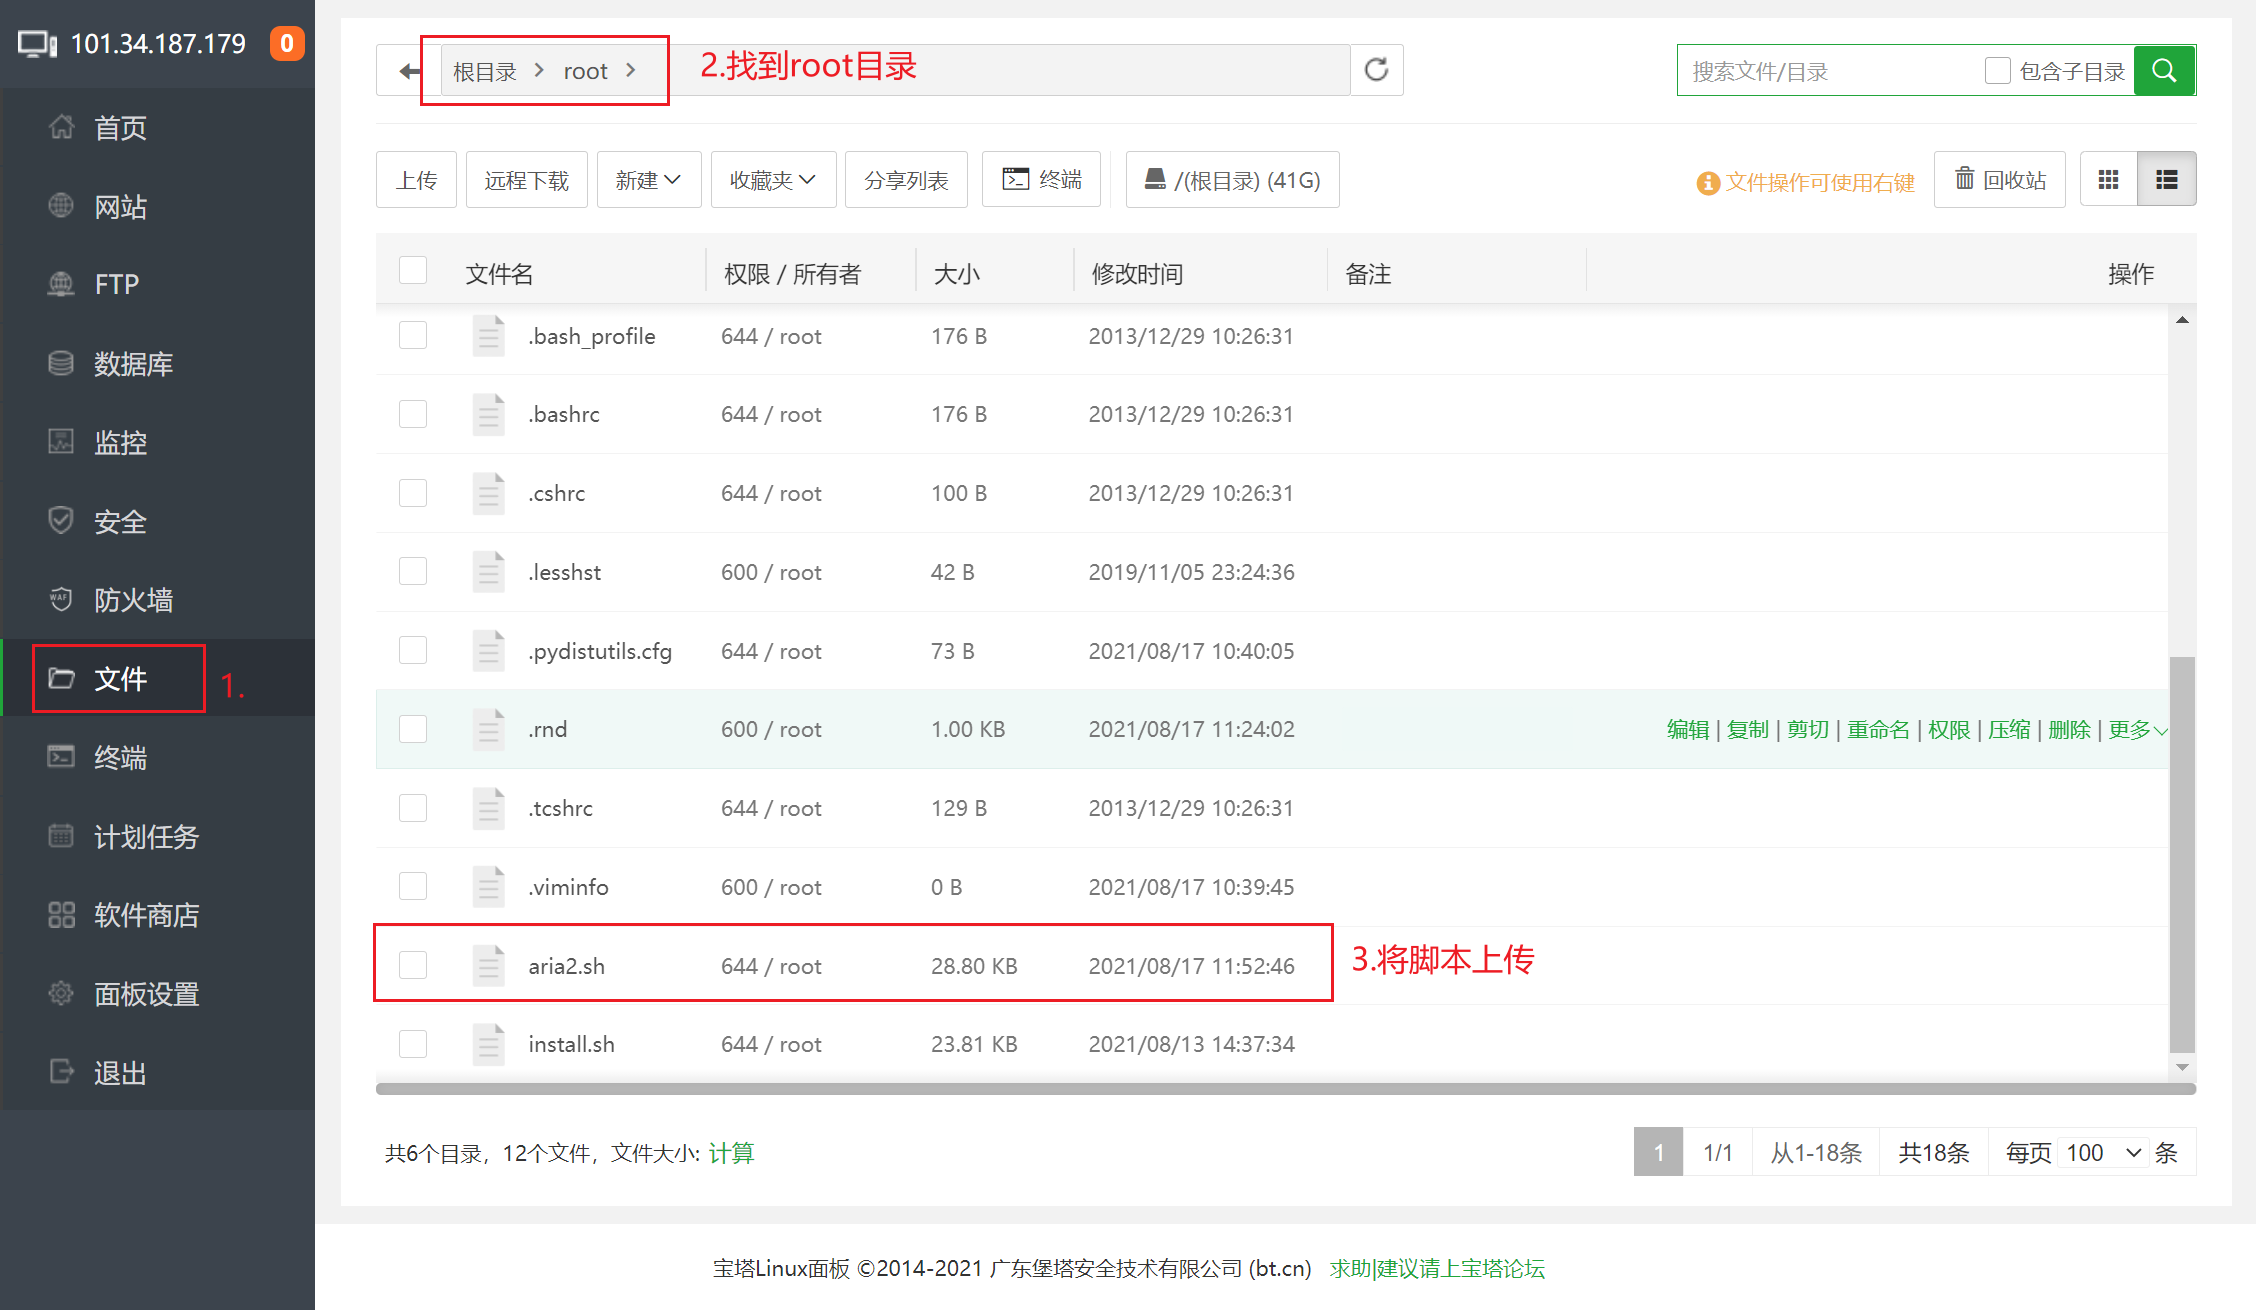 101.34.187.179 0
首页
网站
FTP
数据库
监控
安全
WAF 防火墙
文件 1.
终端
计划任务
软件商店
面板设置
退出
根目录 root 2.找到root目录
搜索文件/目录 包含子目录
上传 远程下载 新建 收藏夹 分享列表 终端 /(根目录) (41G) 文件操作可使用右键 回收站
文件名 权限 / 所有者 大小 修改时间 备注 操作
.bash_profile 644 / root 176 B 2013/12/29 10:26:31
.bashrc 644 / root 176 B 2013/12/29 10:26:31
.cshrc 644 / root 100 B 2013/12/29 10:26:31
.lesshst 600 / root 42 B 2019/11/05 23:24:36
.pydistutils.cfg 644 / root 73 B 2021/08/17 10:40:05
.rnd 600 / root 1.00 KB 2021/08/17 11:24:02 编辑 | 复制 | 剪切 | 重命名 | 权限 | 压缩 | 删除 | 更多
.tcshrc 644 / root 129 B 2013/12/29 10:26:31
.viminfo 600 / root 0 B 2021/08/17 10:39:45
aria2.sh 644 / root 28.80 KB 2021/08/17 11:52:46 3.将脚本上传
install.sh 644 / root 23.81 KB 2021/08/13 14:37:34
共6个目录，12个文件，文件大小: 计算
1 1/1 从1-18条 共18条 每页 100 条
宝塔Linux面板 ©2014-2021 广东堡塔安全技术有限公司 (bt.cn) 求助|建议请上宝塔论坛